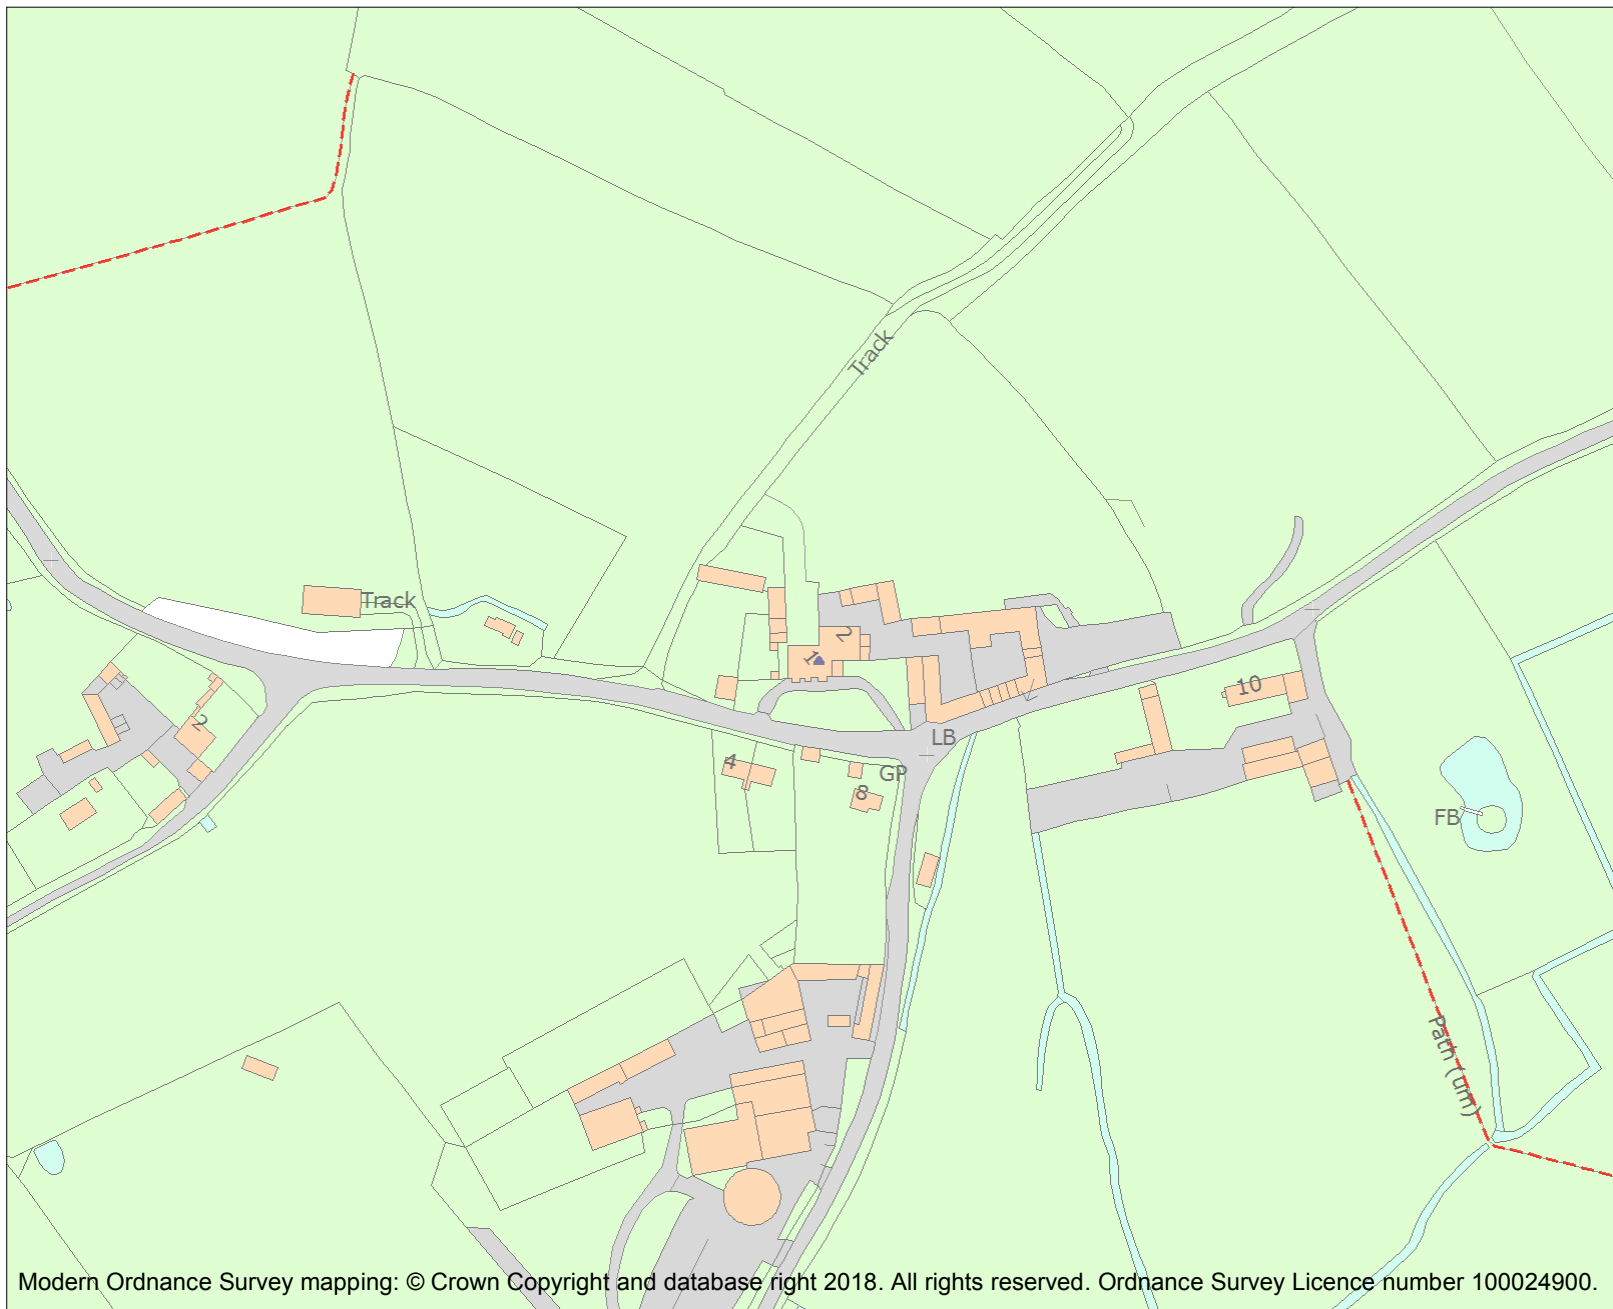 Track
Track
2
1
10
2
LB
4
GP
8
FB
Path (um)
Modern Ordnance Survey mapping: © Crown Copyright and database right 2018. All rights reserved. Ordnance Survey Licence number 100024900.